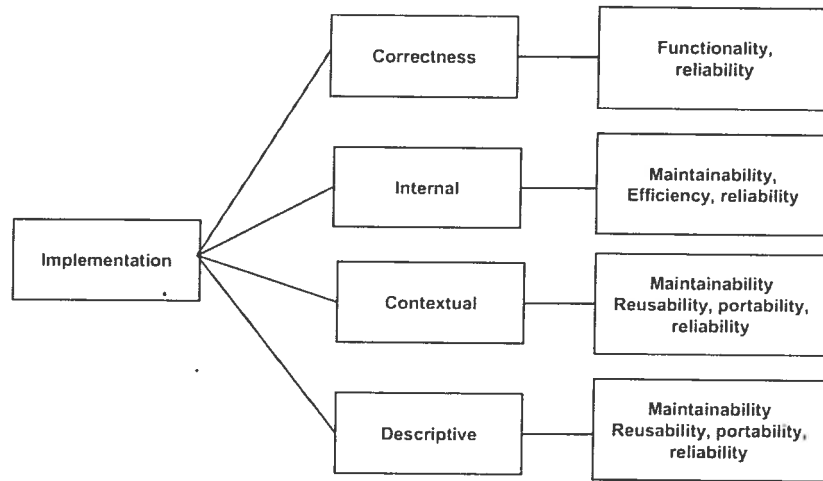 Correctness
Functionality,
reliability
Internal
Maintainability,
Efficiency, reliability
Implementation
Contextual
Maintainability
Reusability, portability,
reliability
Descriptive
Maintainability
Reusability, portability,
reliability